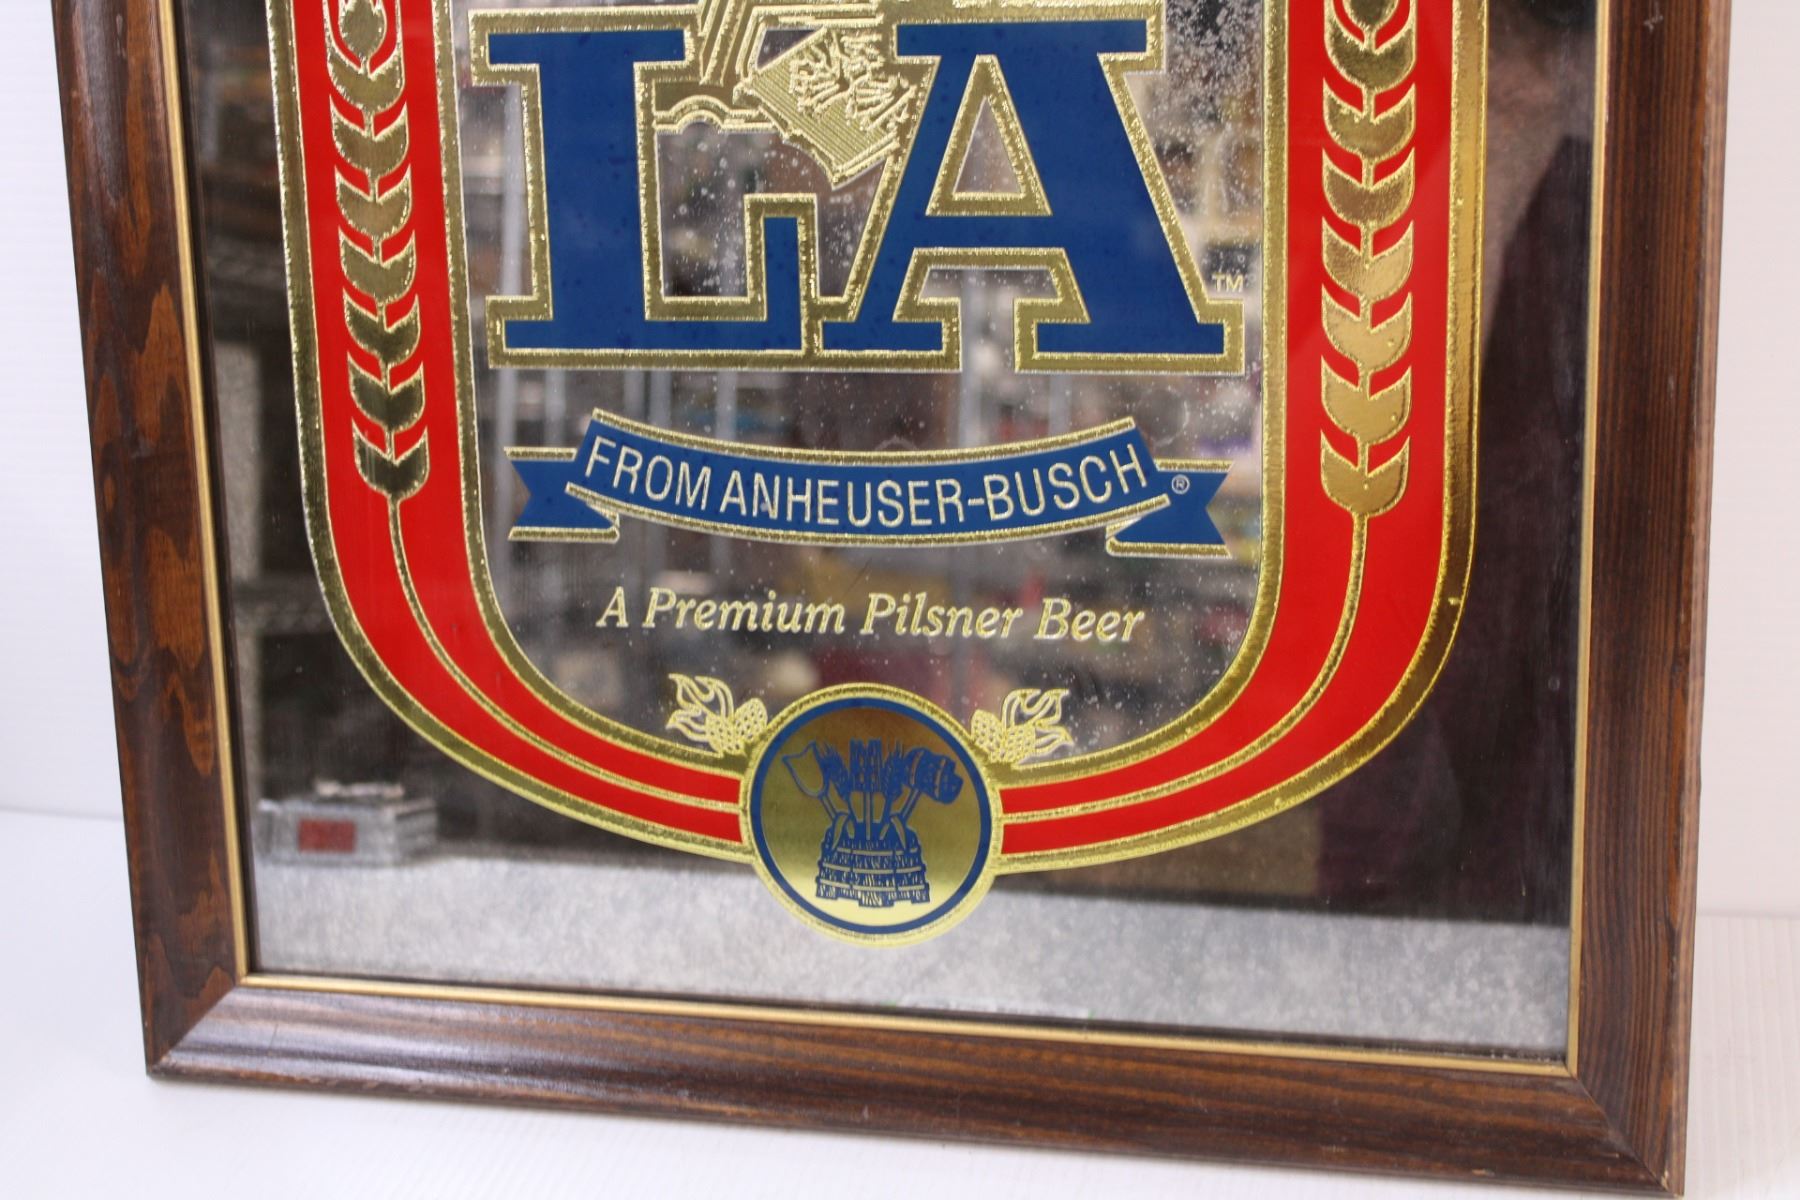 LA™
FROM ANHEUSER-BUSCH®
A Premium Pilsner Beer